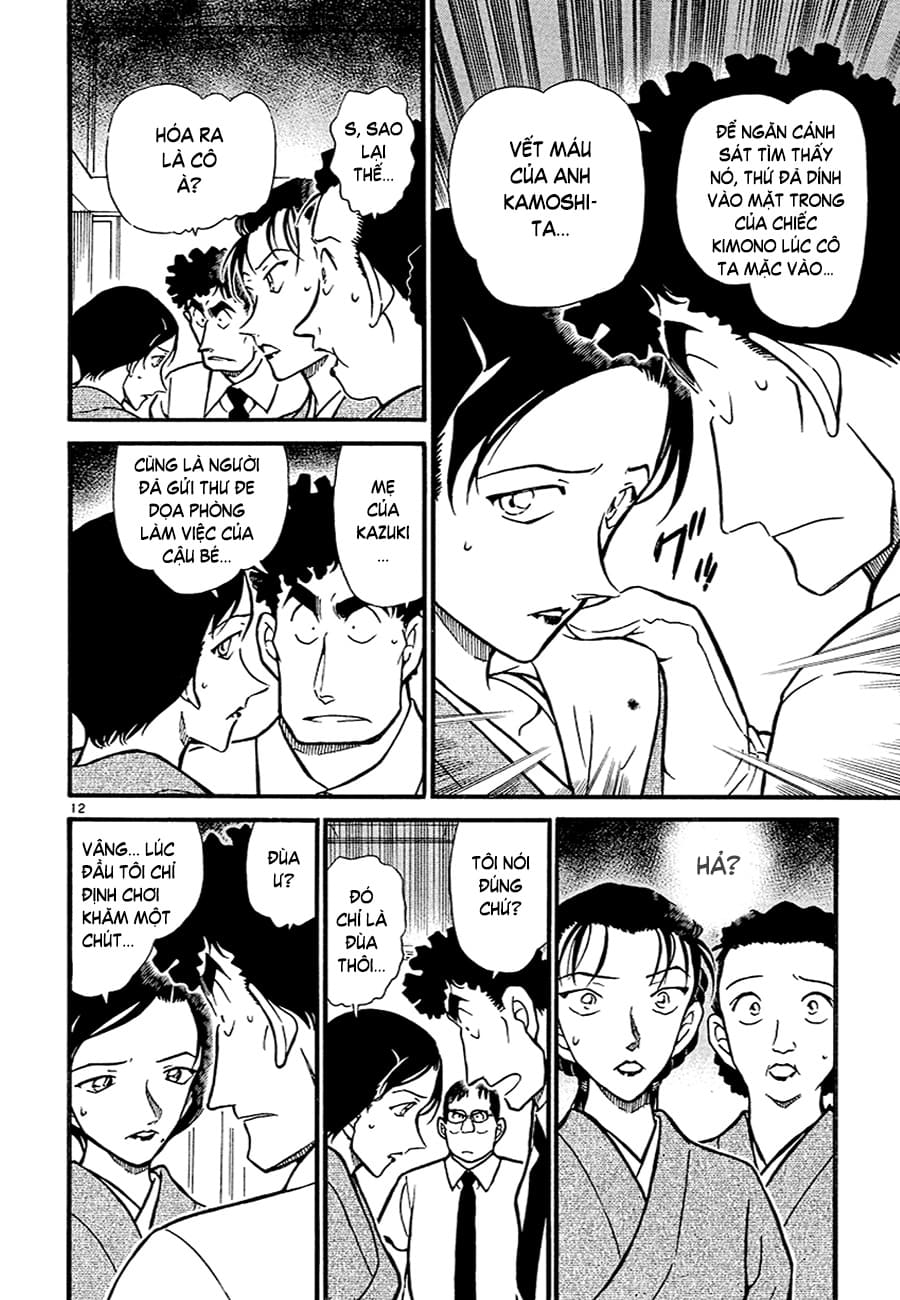 ĐỂ NGĂN CẢNH
SÁT TÌM THẤY
NÓ, THỨ ĐÃ DÍNH
VÀO MẶT TRONG
CỦA CHIẾC
KIMONO LÚC CÔ
TA MẶC VÀO...
VẾT MÁU
CỦA ANH
KAMOSHI-
TA...
グッ!!
S, SAO
LẠI
THẾ...
HÓA RA
LÀ CÔ
À?
MẸ
CỦA
KAZUKI
...
CŨNG LÀ NGƯỜI
ĐÃ GỬI THƯ ĐE
DỌA PHÒNG
LÀM VIỆC CỦA
CẬU BÉ...
12
HẢ?
TÔI NÓI
ĐÚNG
CHỨ?
ĐÓ
CHỈ LÀ
ĐÙA
THÔI...
ĐÙA
Ư?
VÂNG... LÚC
ĐẦU TÔI CHỈ
ĐỊNH CHƠI
KHĂM MỘT
CHÚT...